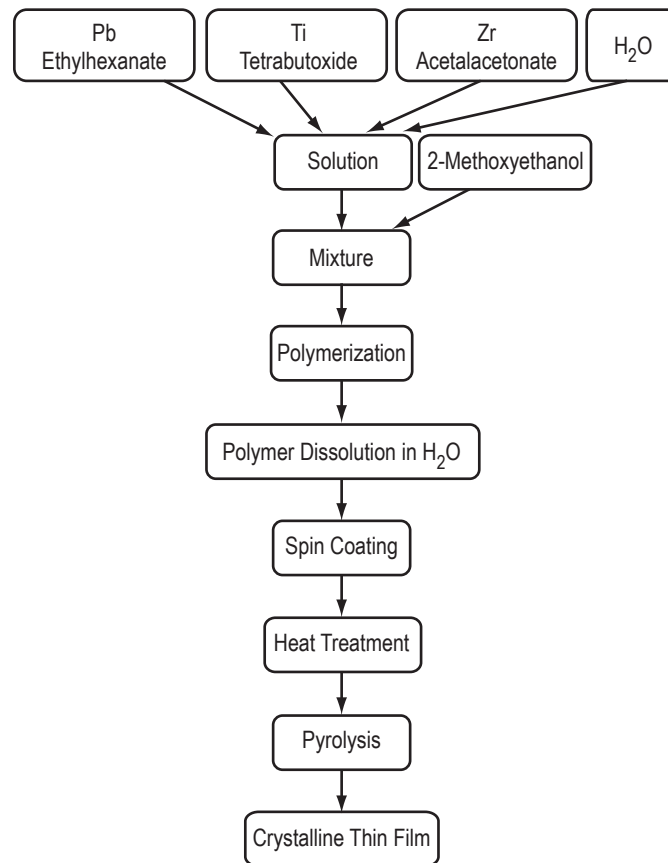 Pb
Ethylhexanate
Ti
Tetrabutoxide
Zr
Acetalacetonate
H₂O
Solution
2-Methoxyethanol
Mixture
Polymerization
Polymer Dissolution in H₂O
Spin Coating
Heat Treatment
Pyrolysis
Crystalline Thin Film